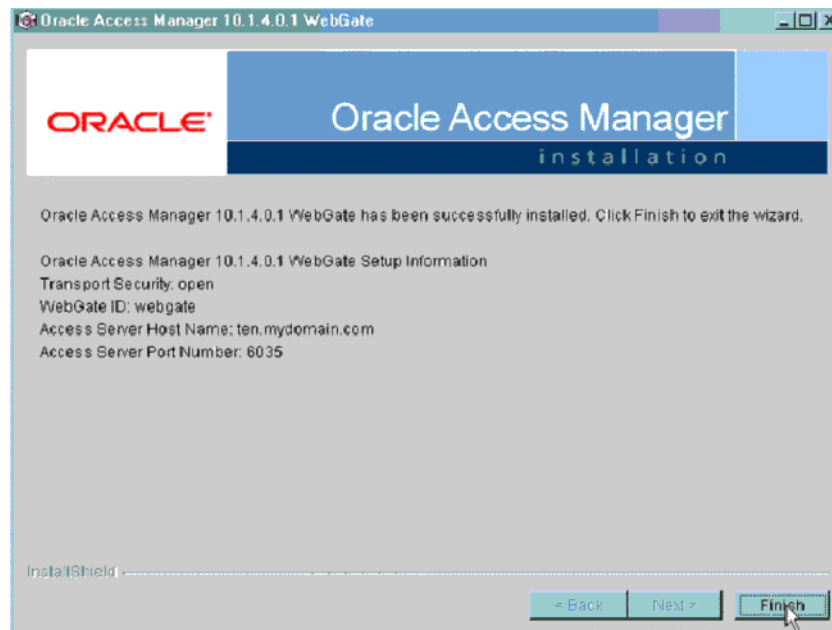 Oracle Access Manager 10.1.4.0.1 WebGate
ORACLE
Oracle Access Manager
installation
Oracle Access Manager 10.1.4.0.1 WebGate has been successfully installed. Click Finish to exit the wizard.
Oracle Access Manager 10.1.4.0.1 WebGate Setup Information
Transport Security: open
WebGate ID: webgate
Access Server Host Name: ten.mydomain.com
Access Server Port Number: 6035
InstallShield
< Back
Next >
Finish